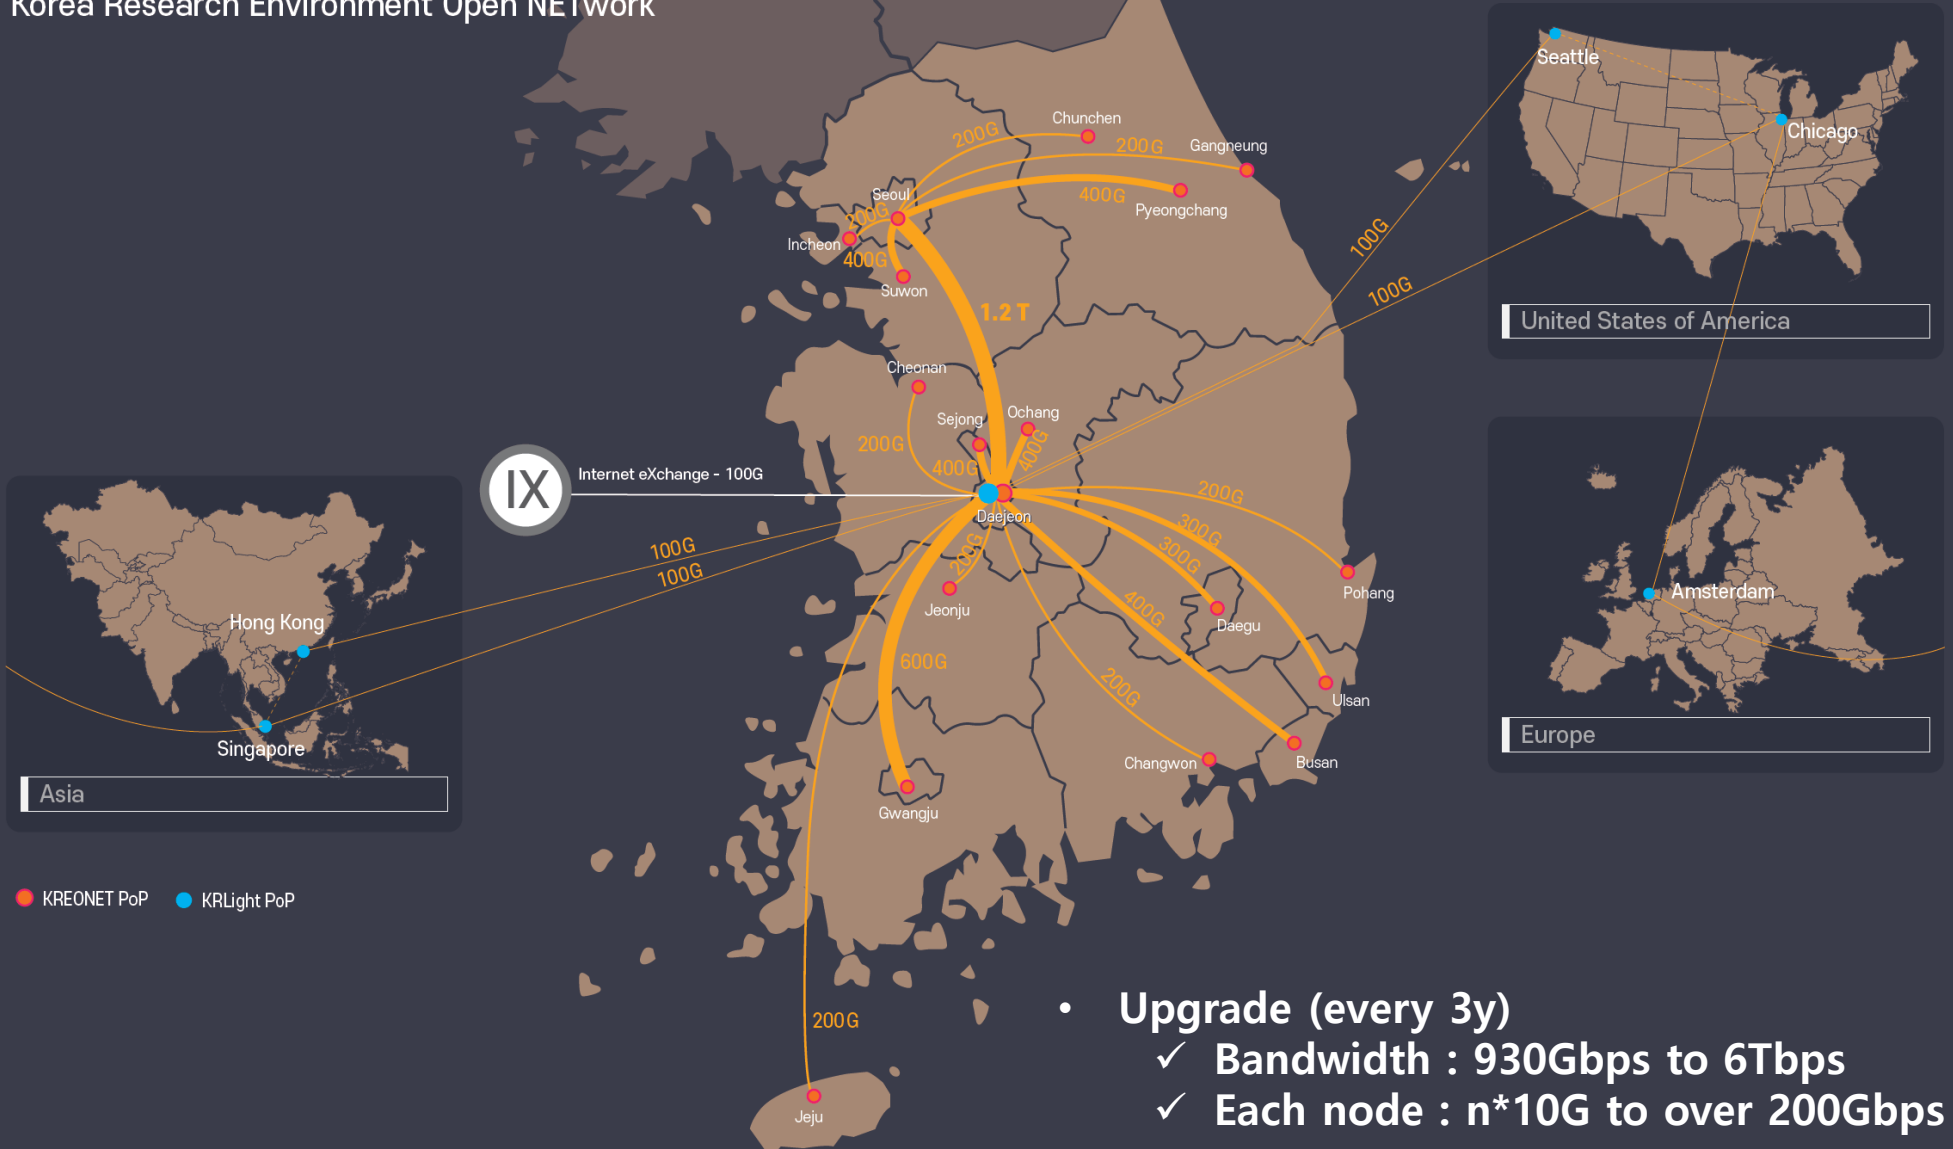 Korea Research Environment Open NETwork
Seattle
Chicago
United States of America
Chunchen
200G
200G
Gangneung
Seoul
400G
Pyeongchang
200G
Incheon
400G
Suwon
100G
100G
1.2 T
Cheonan
Sejong
Ochang
200G
400G
400G
IX
Internet eXchange - 100G
Daejeon
200G
300G
300G
200G
100G
100G
Jeonju
400G
Pohang
Daegu
Hong Kong
Singapore
Asia
Amsterdam
Europe
600G
200G
Ulsan
Changwon
Busan
Gwangju
KREONET PoP
KRLight PoP
200G
Jeju
• Upgrade (every 3y)
✓ Bandwidth : 930Gbps to 6Tbps
✓ Each node : n*10G to over 200Gbps